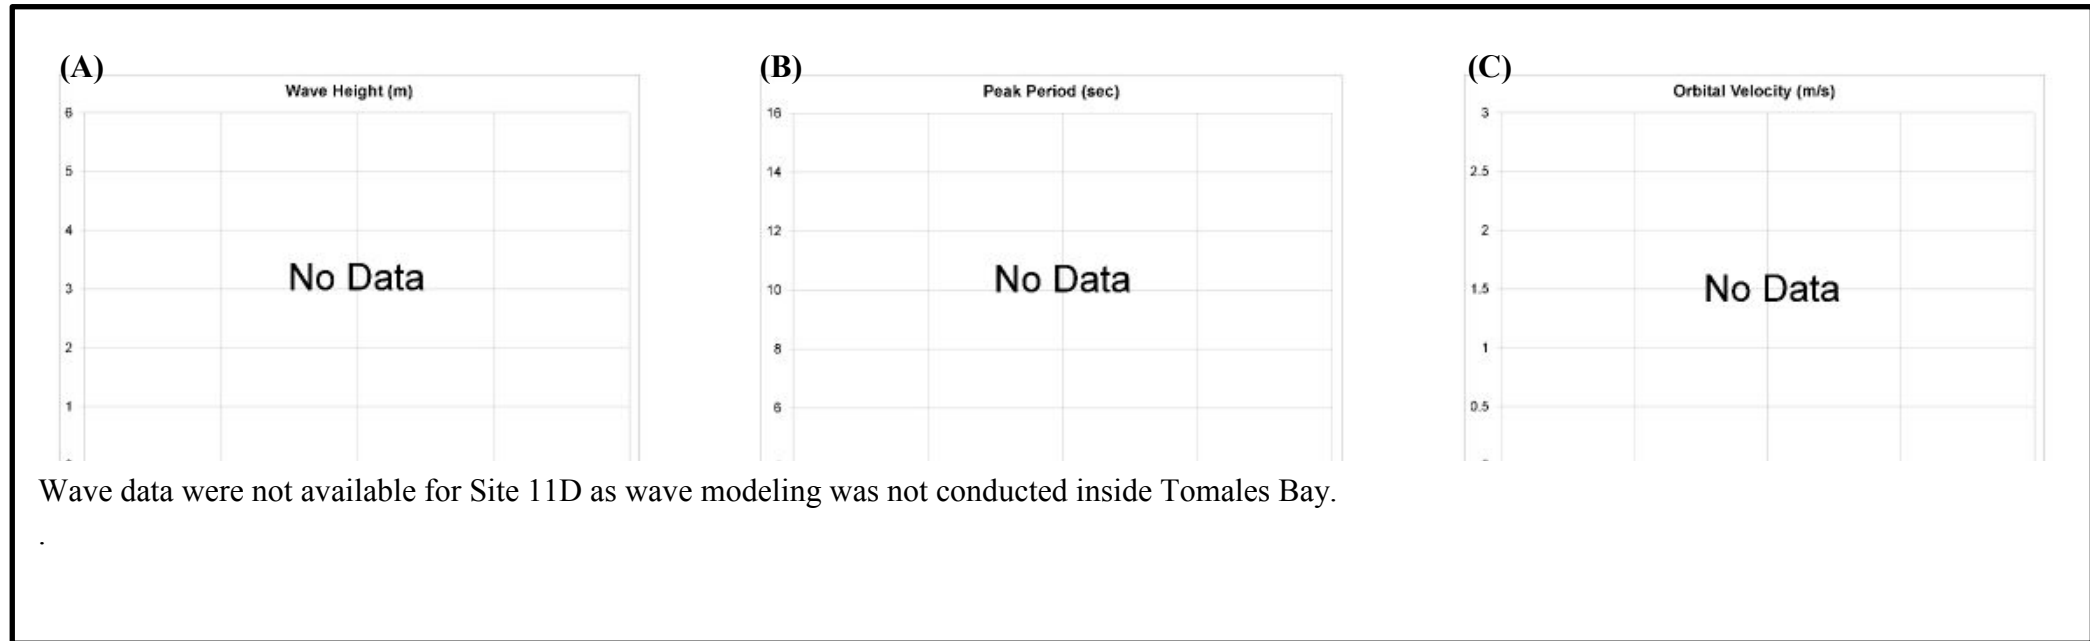 (A)
Wave Height (m)
6
5
4
3
2
1
No Data
(B)
Peak Period (sec)
16
14
12
10
8
6
No Data
(C)
Orbital Velocity (m/s)
3
2.5
2
1.5
1
0.5
No Data
Wave data were not available for Site 11D as wave modeling was not conducted inside Tomales Bay.
.